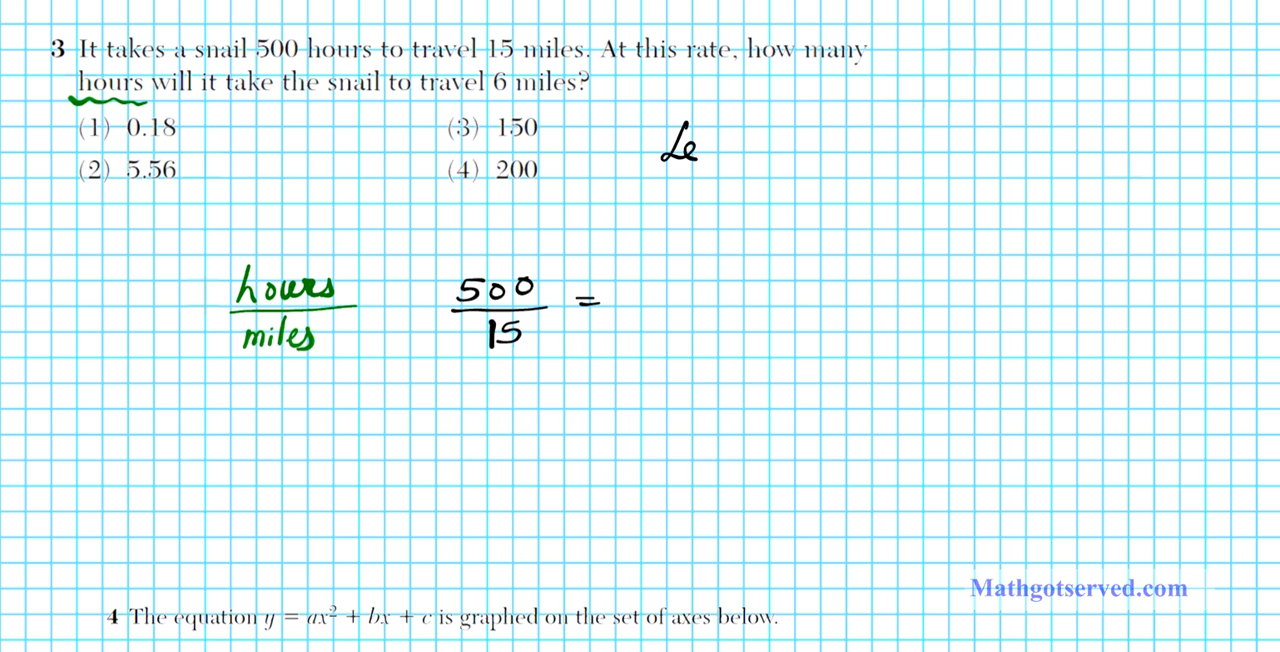 3 It takes a snail 500 hours to travel 15 miles. At this rate, how many
hours will it take the snail to travel 6 miles?
(1) 0.18
(3) 150
(2) 5.56
(4) 200
Le
hours
miles
500
15
=
Mathgotserved.com
4 The equation y = ax² + bx + c is graphed on the set of axes below.